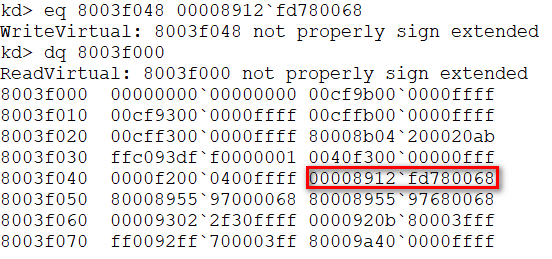 kd> eq 8003f048 00008912`fd780068
WriteVirtual: 8003f048 not properly sign extended
kd> dq 8003f000
ReadVirtual: 8003f000 not properly sign extended
8003f000  00000000`00000000 00cf9b00`0000ffff
8003f010  00cf9300`0000ffff 00cffb00`0000ffff
8003f020  00cff300`0000ffff 80008b04`200020ab
8003f030  ffc093df`f0000001 0040f300`00000fff
8003f040  0000f200`0400ffff 00008912`fd780068
8003f050  80008955`97000068 80008955`97680068
8003f060  00009302`2f30ffff 0000920b`80003fff
8003f070  ff0092ff`700003ff 80009a40`0000ffff